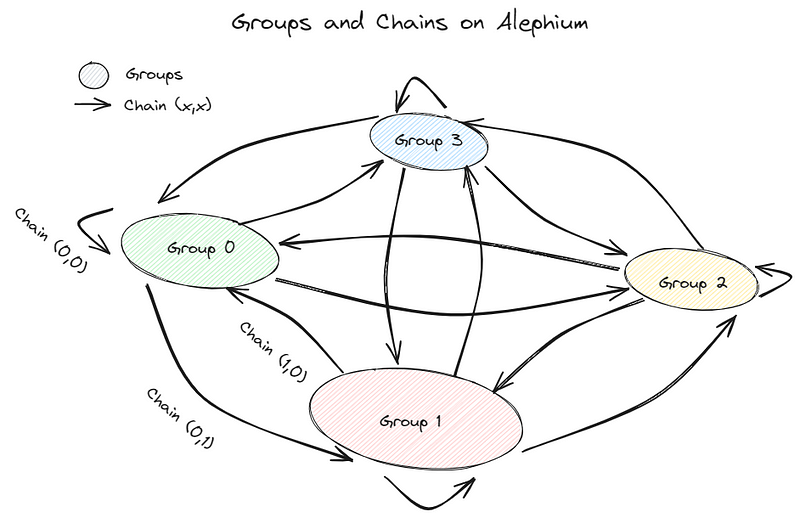 Groups and Chains on Alephium
Groups
Chain (x,x)
Group 3
Chain (0,0)
Group 0
Group 2
Chain (1,0)
Chain (0,1)
Group 1